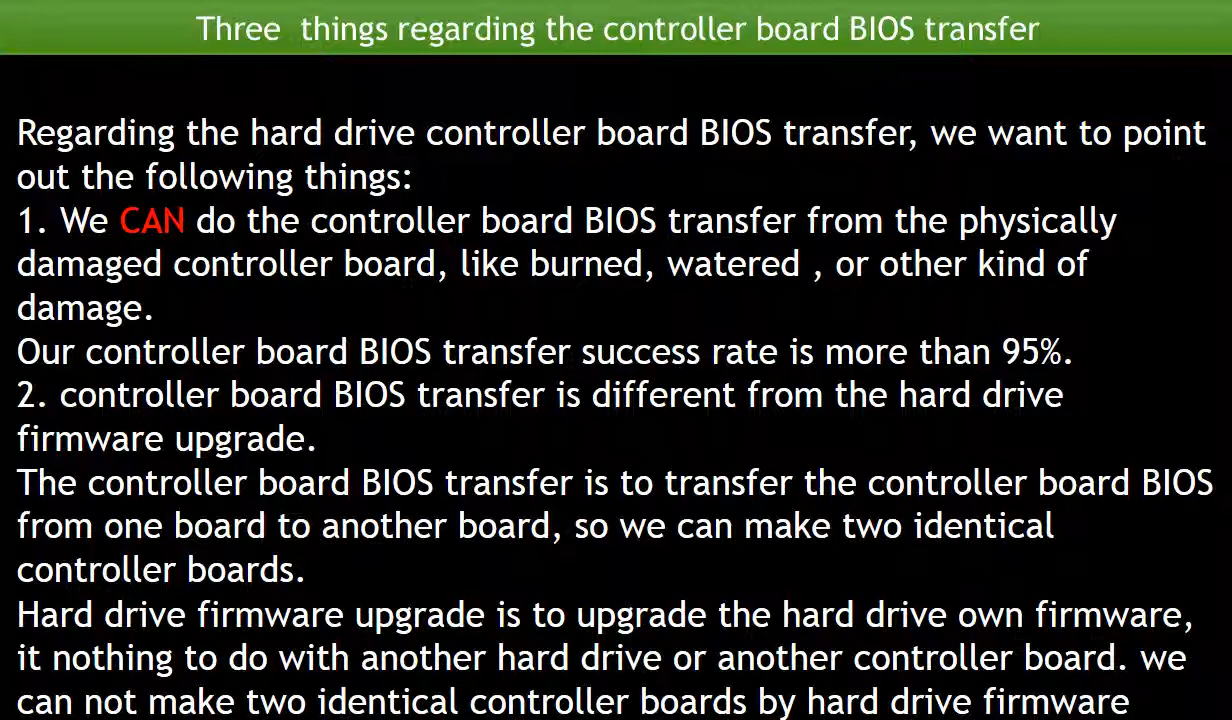 Three  things regarding the controller board BIOS transfer
Regarding the hard drive controller board BIOS transfer, we want to point
out the following things:
1. We CAN do the controller board BIOS transfer from the physically
damaged controller board, like burned, watered , or other kind of
damage.
Our controller board BIOS transfer success rate is more than 95%.
2. controller board BIOS transfer is different from the hard drive
firmware upgrade.
The controller board BIOS transfer is to transfer the controller board BIOS
from one board to another board, so we can make two identical
controller boards.
Hard drive firmware upgrade is to upgrade the hard drive own firmware,
it nothing to do with another hard drive or another controller board. we
can not make two identical controller boards by hard drive firmware